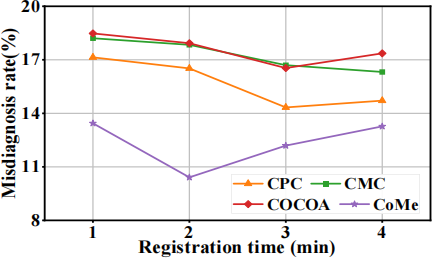 20
17
14
11
8
Misdiagnosis rate(%)
CPC CMC
COCOA CoMe
1 2 3 4
Registration time (min)